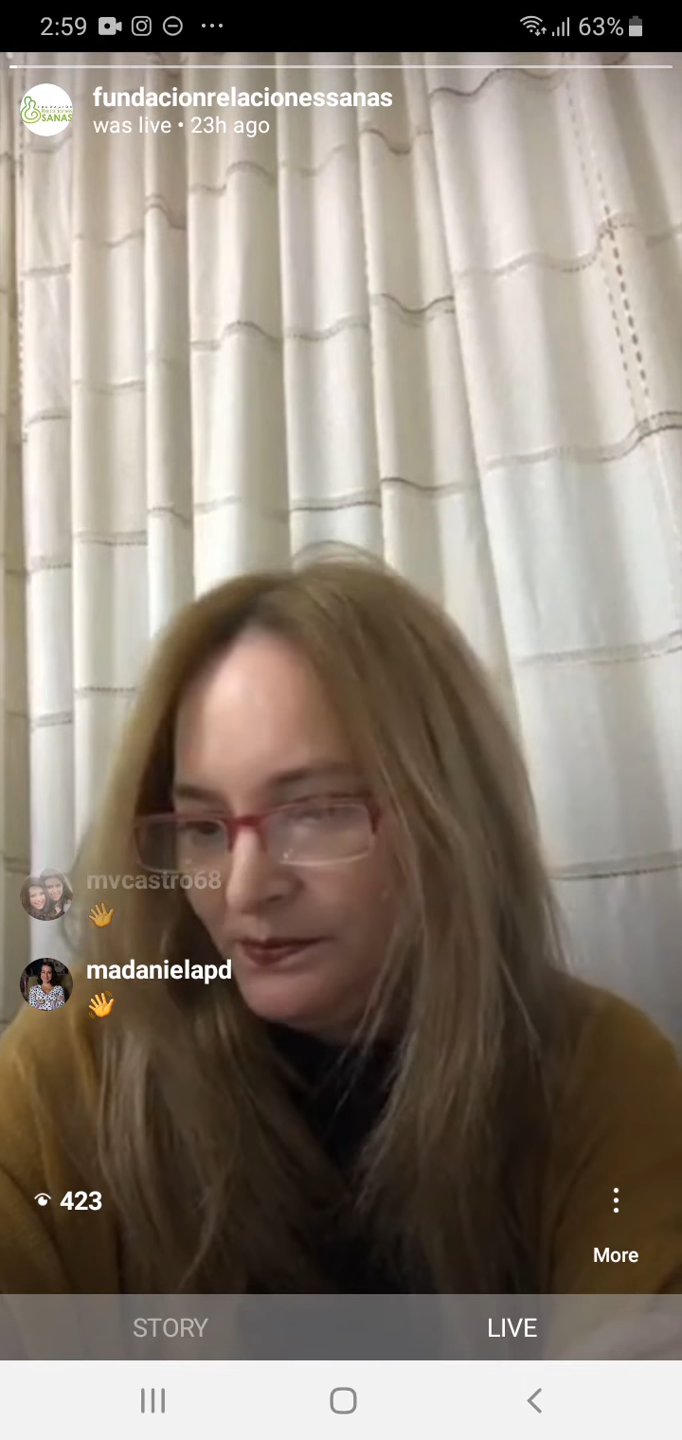 2:59
63%
fundacionrelacionessanas
was live • 23h ago
SANAS
mvcastro68
👋
madanielapd
👋
423
More
STORY
LIVE